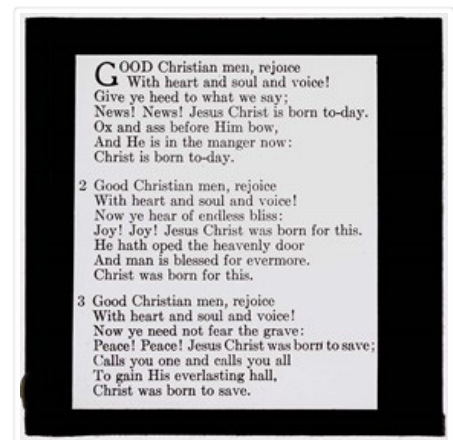 GOOD Christian men, rejoice
With heart and soul and voice!
Give ye heed to what we say;
News! News! Jesus Christ is born to-day.
Ox and ass before Him bow,
And He is in the manger now:
Christ is born to-day.
2 Good Christian men, rejoice
With heart and soul and voice!
Now ye hear of endless bliss:
Joy! Joy! Jesus Christ was born for this.
He hath oped the heavenly door
And man is blessed for evermore.
Christ was born for this.
3 Good Christian men, rejoice
With heart and soul and voice!
Now ye need not fear the grave:
Peace! Peace! Jesus Christ was born to save;
Calls you one and calls you all
To gain His everlasting hall,
Christ was born to save.